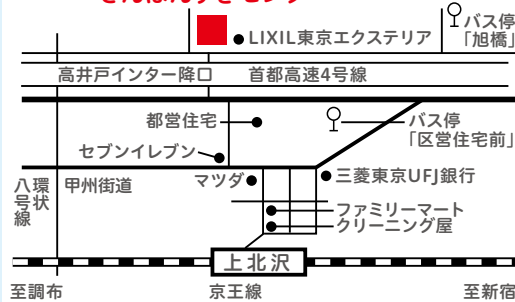 バス停
「旭橋」
LIXIL東京エクステリア
高井戸インター降口
首都高速4号線
都営住宅
バス停
「区営住宅前」
セブンイレブン
マツダ
三菱東京UFJ銀行
環状
八号線
甲州街道
ファミリーマート
クリーニング屋
上北沢
至調布
京王線
至新宿